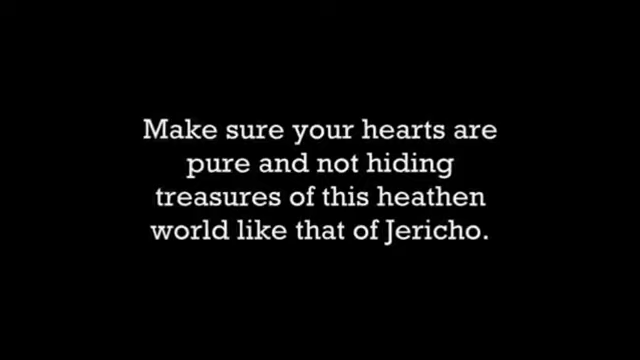 Make sure your hearts are
pure and not hiding
treasures of this heathen
world like that of Jericho.